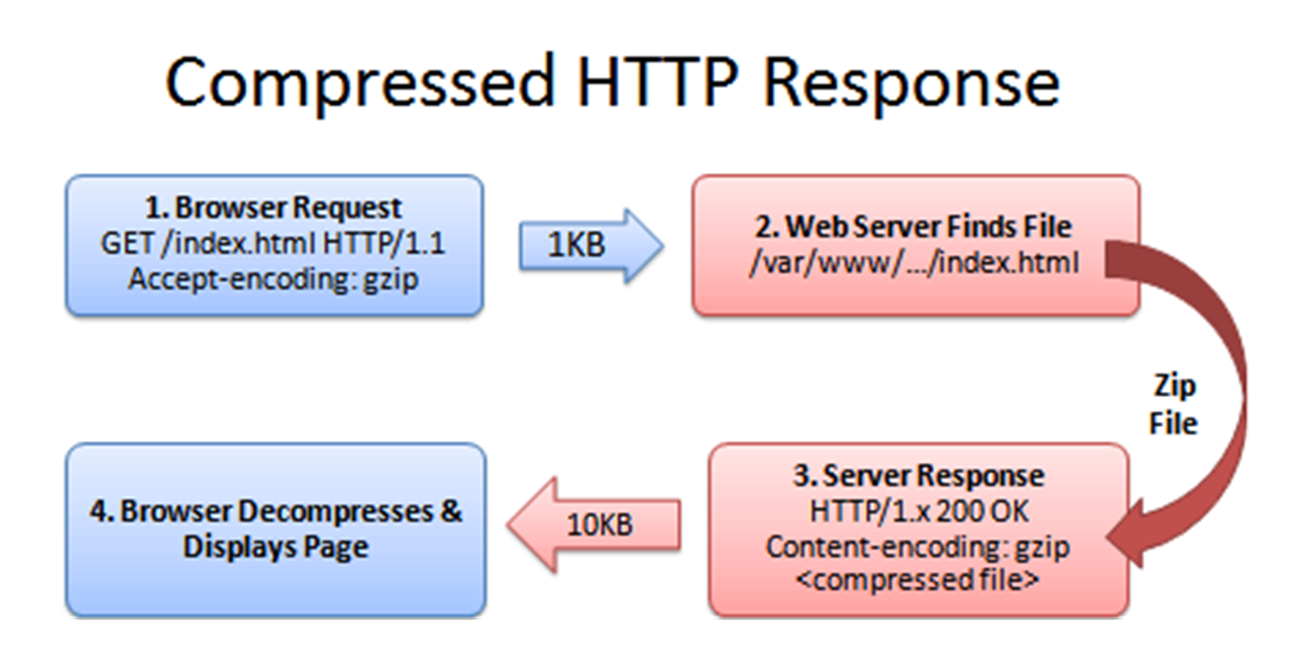 Compressed HTTP Response
1. Browser Request
GET /index.html HTTP/1.1
Accept-encoding: gzip
1KB
2. Web Server Finds File
/var/www/.../index.html
Zip
File
3. Server Response
HTTP/1.x 200 OK
Content-encoding: gzip
<compressed file>
10KB
4. Browser Decompresses &
Displays Page